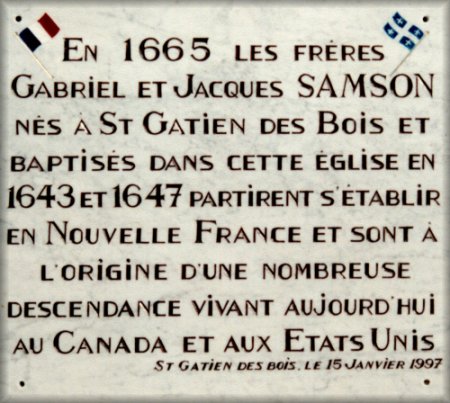 En 1665 les frères
Gabriel et Jacques SAMSON
nés à St Gatien des Bois et
baptisés dans cette église en
1643 et 1647 partirent s'établir
en Nouvelle France et sont à
l'origine d'une nombreuse
descendance vivant aujourd'hui
au Canada et aux Etats Unis
St Gatien des bois. le 15 Janvier 1997